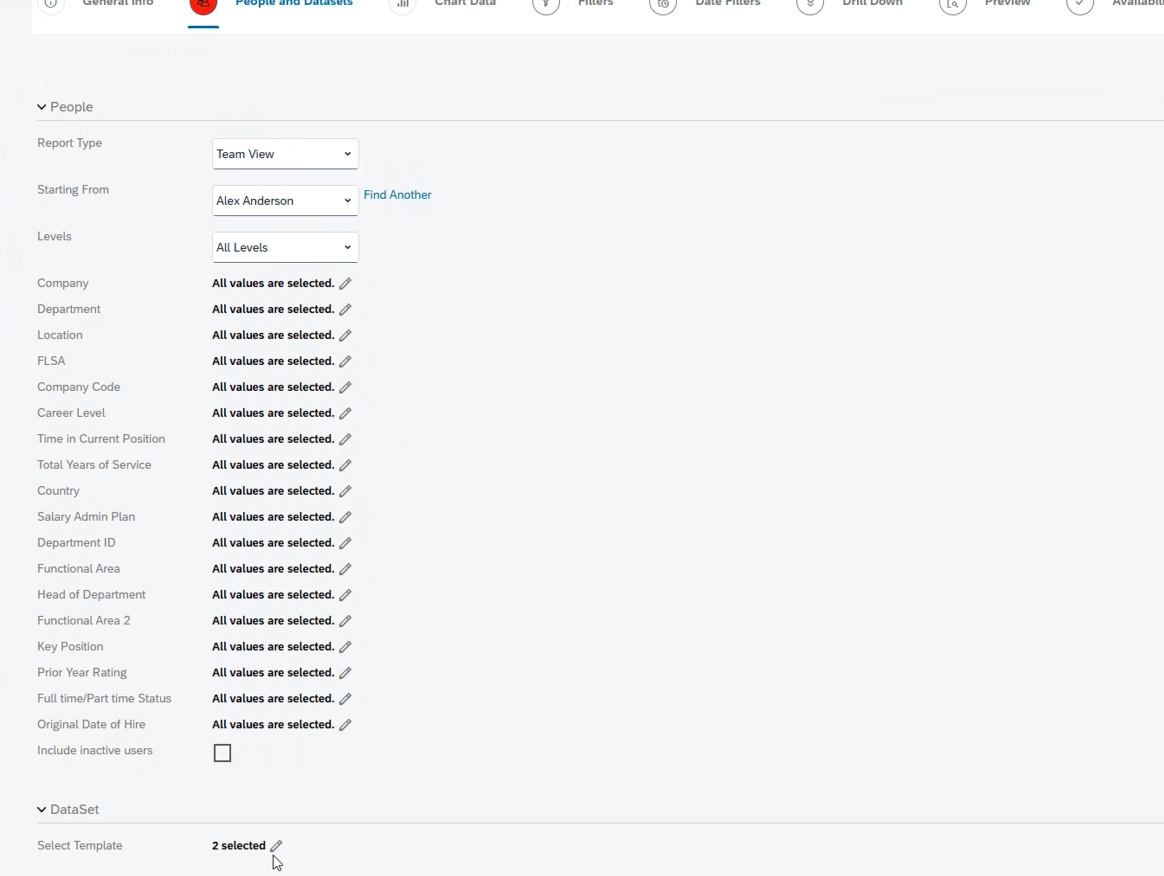 General Info People and Datasets Chart Data Filters Date Filters Drill Down Preview Availabili
People
Report Type Team View
Starting From Alex Anderson Find Another
Levels All Levels
Company All values are selected.
Department All values are selected.
Location All values are selected.
FLSA All values are selected.
Company Code All values are selected.
Career Level All values are selected.
Time in Current Position All values are selected.
Total Years of Service All values are selected.
Country All values are selected.
Salary Admin Plan All values are selected.
Department ID All values are selected.
Functional Area All values are selected.
Head of Department All values are selected.
Functional Area 2 All values are selected.
Key Position All values are selected.
Prior Year Rating All values are selected.
Full time/Part time Status All values are selected.
Original Date of Hire All values are selected.
Include inactive users
DataSet
Select Template 2 selected